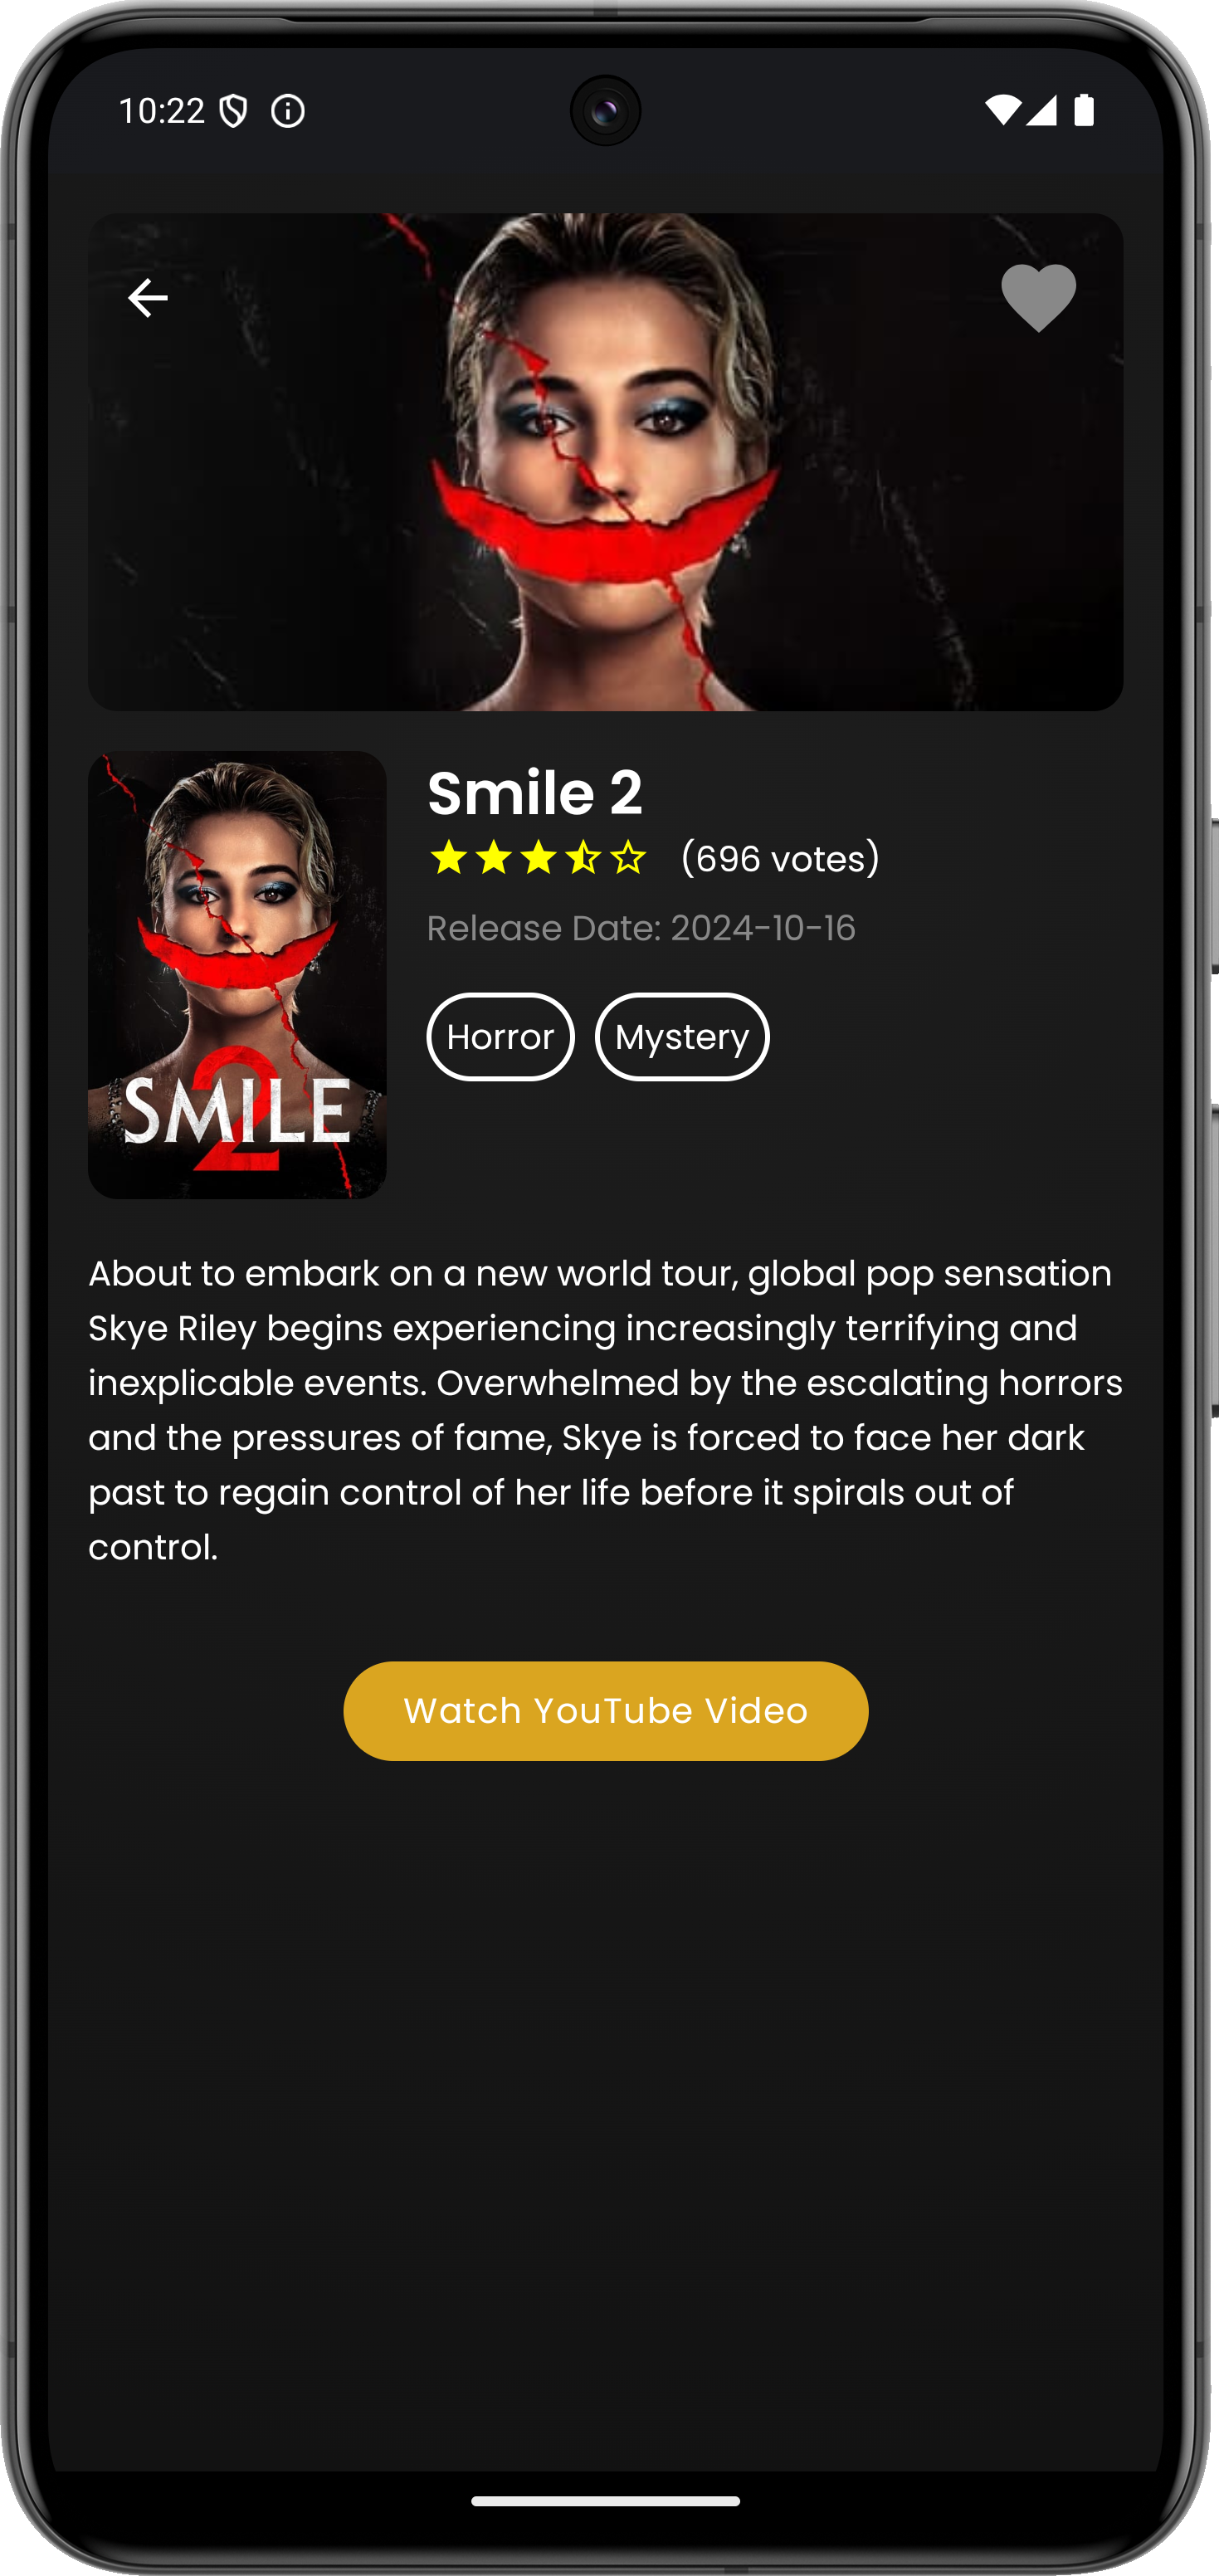 10:22
Smile 2
(696 votes)
Release Date: 2024-10-16
Horror Mystery
SMILE
2
About to embark on a new world tour, global pop sensation
Skye Riley begins experiencing increasingly terrifying and
inexplicable events. Overwhelmed by the escalating horrors
and the pressures of fame, Skye is forced to face her dark
past to regain control of her life before it spirals out of
control.
Watch YouTube Video